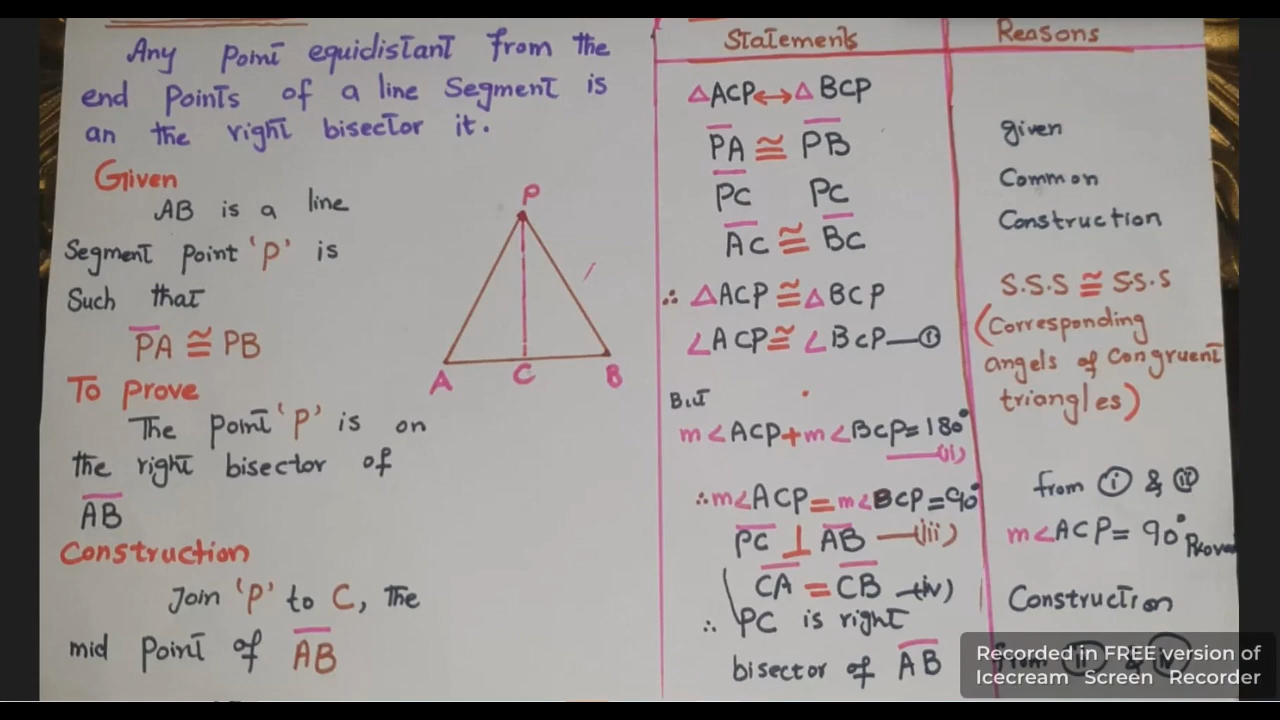 Any point equidistant from the
end points of a line segment is
an the right bisector it.
Given
AB is a line
Segment point 'P' is
Such that
PA ≅ PB
To prove
The point 'P' is on
the right bisector of
AB
Construction
Join 'P' to C, the
mid point of AB
P
A
C
B
Statements
Reasons
△ACP ↔ △BCP
PA ≅ PB
given
PC PC
Common
AC ≅ BC
Construction
∴ △ACP ≅ △BCP
S.S.S ≅ S.S.S
∠ACP ≅ ∠BCP — (i)
(Corresponding
angels of Congruent
triangles)
But
m∠ACP + m∠BCP = 180°
(ii)
∴ m∠ACP = m∠BCP = 90°
from (i) & (ii)
PC ⊥ AB — (iii)
m∠ACP = 90° Proved
CA = CB — (iv)
Construction
∴ PC is right
bisector of AB
from (iii) & (iv)
Recorded in FREE version of
Icecream Screen Recorder